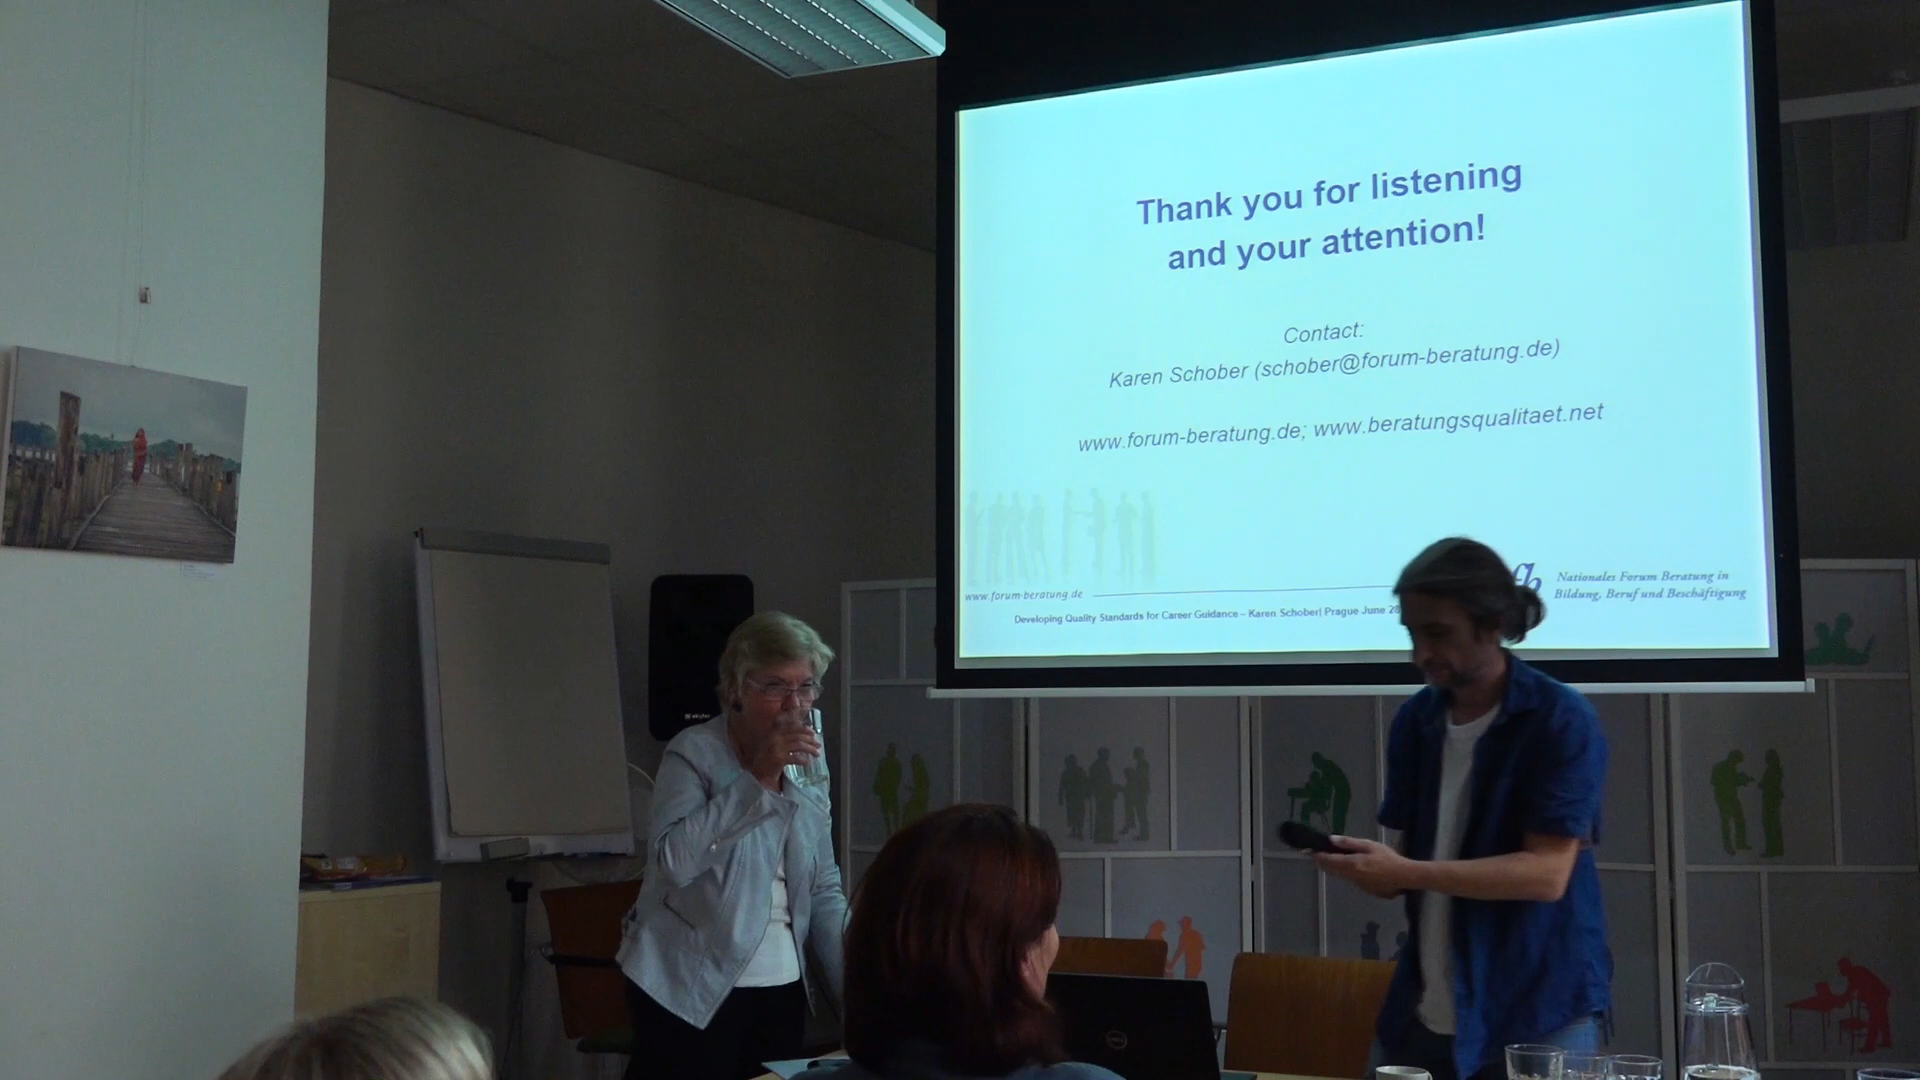 Thank you for listening
and your attention!
Contact:
Karen Schober (schober@forum-beratung.de)
www.forum-beratung.de; www.beratungsqualitaet.net
www.forum-beratung.de
Nationales Forum Beratung in
Bildung, Beruf und Beschäftigung
Developing Quality Standards for Career Guidance – Karen Schober| Prague June 28
DELL